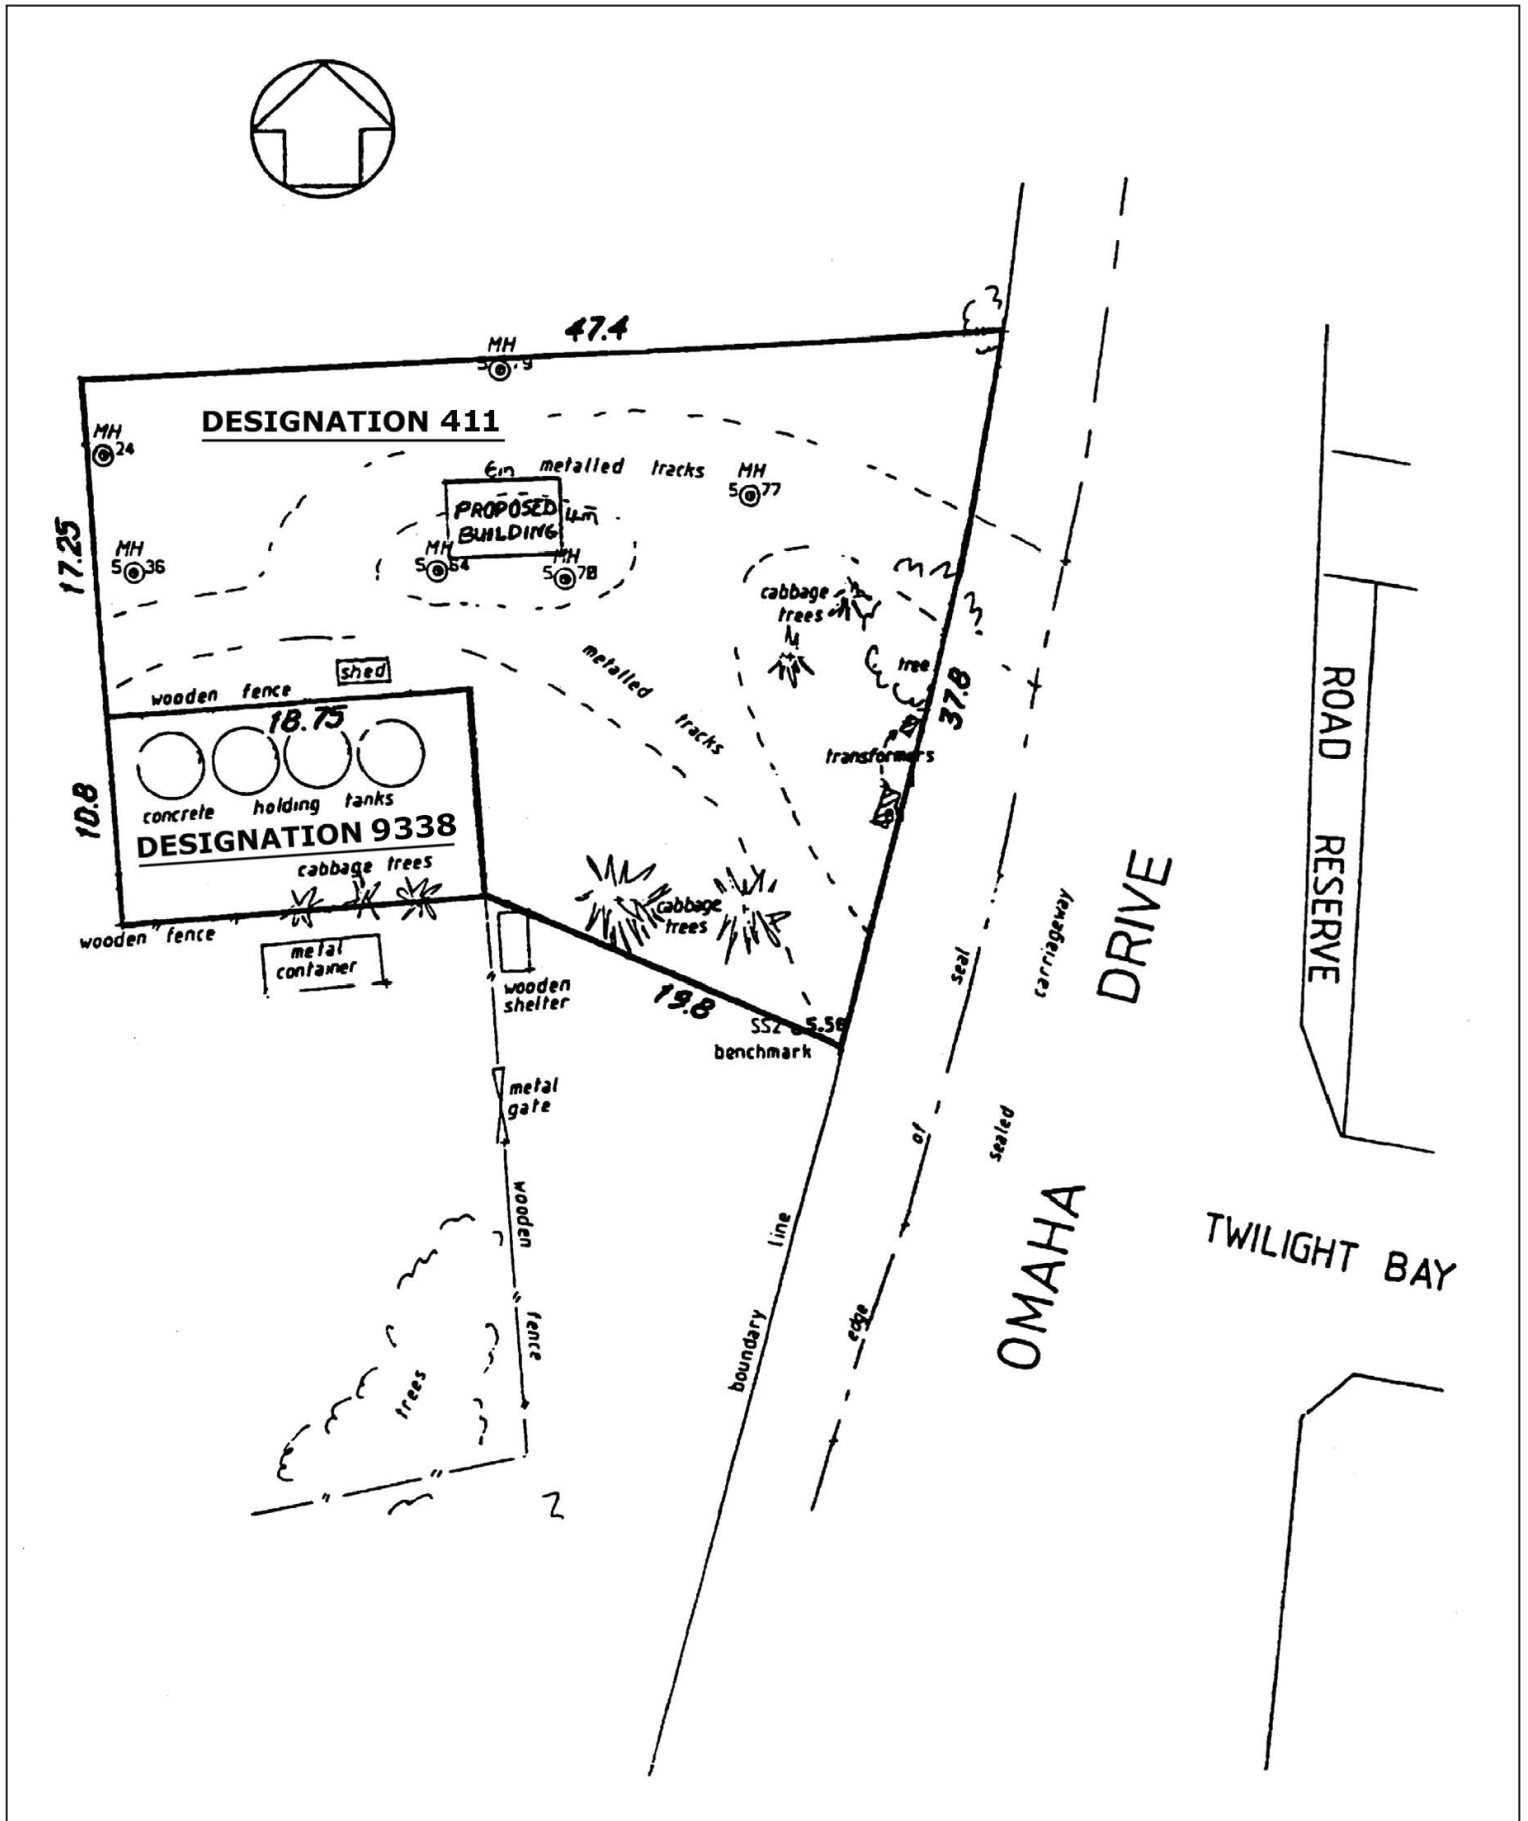 47.4
MH
DESIGNATION 411
MH
24
6m
metalled tracks
MH
5 77
PROPOSED
BUILDING
4m
17.25
MH
5 36
MH
5 64
MH
5 78
cabbage
trees
metalled
tracks
tree
37.8
shed
wooden fence
18.75
transformers
10.8
concrete holding tanks
DESIGNATION 9338
cabbage trees
cabbage
trees
wooden fence
metal
container
wooden
shelter
19.8
SS2
benchmark
metal
gate
wooden
fence
trees
boundary line
edge of seal
sealed carriageway
OMAHA DRIVE
ROAD RESERVE
TWILIGHT BAY